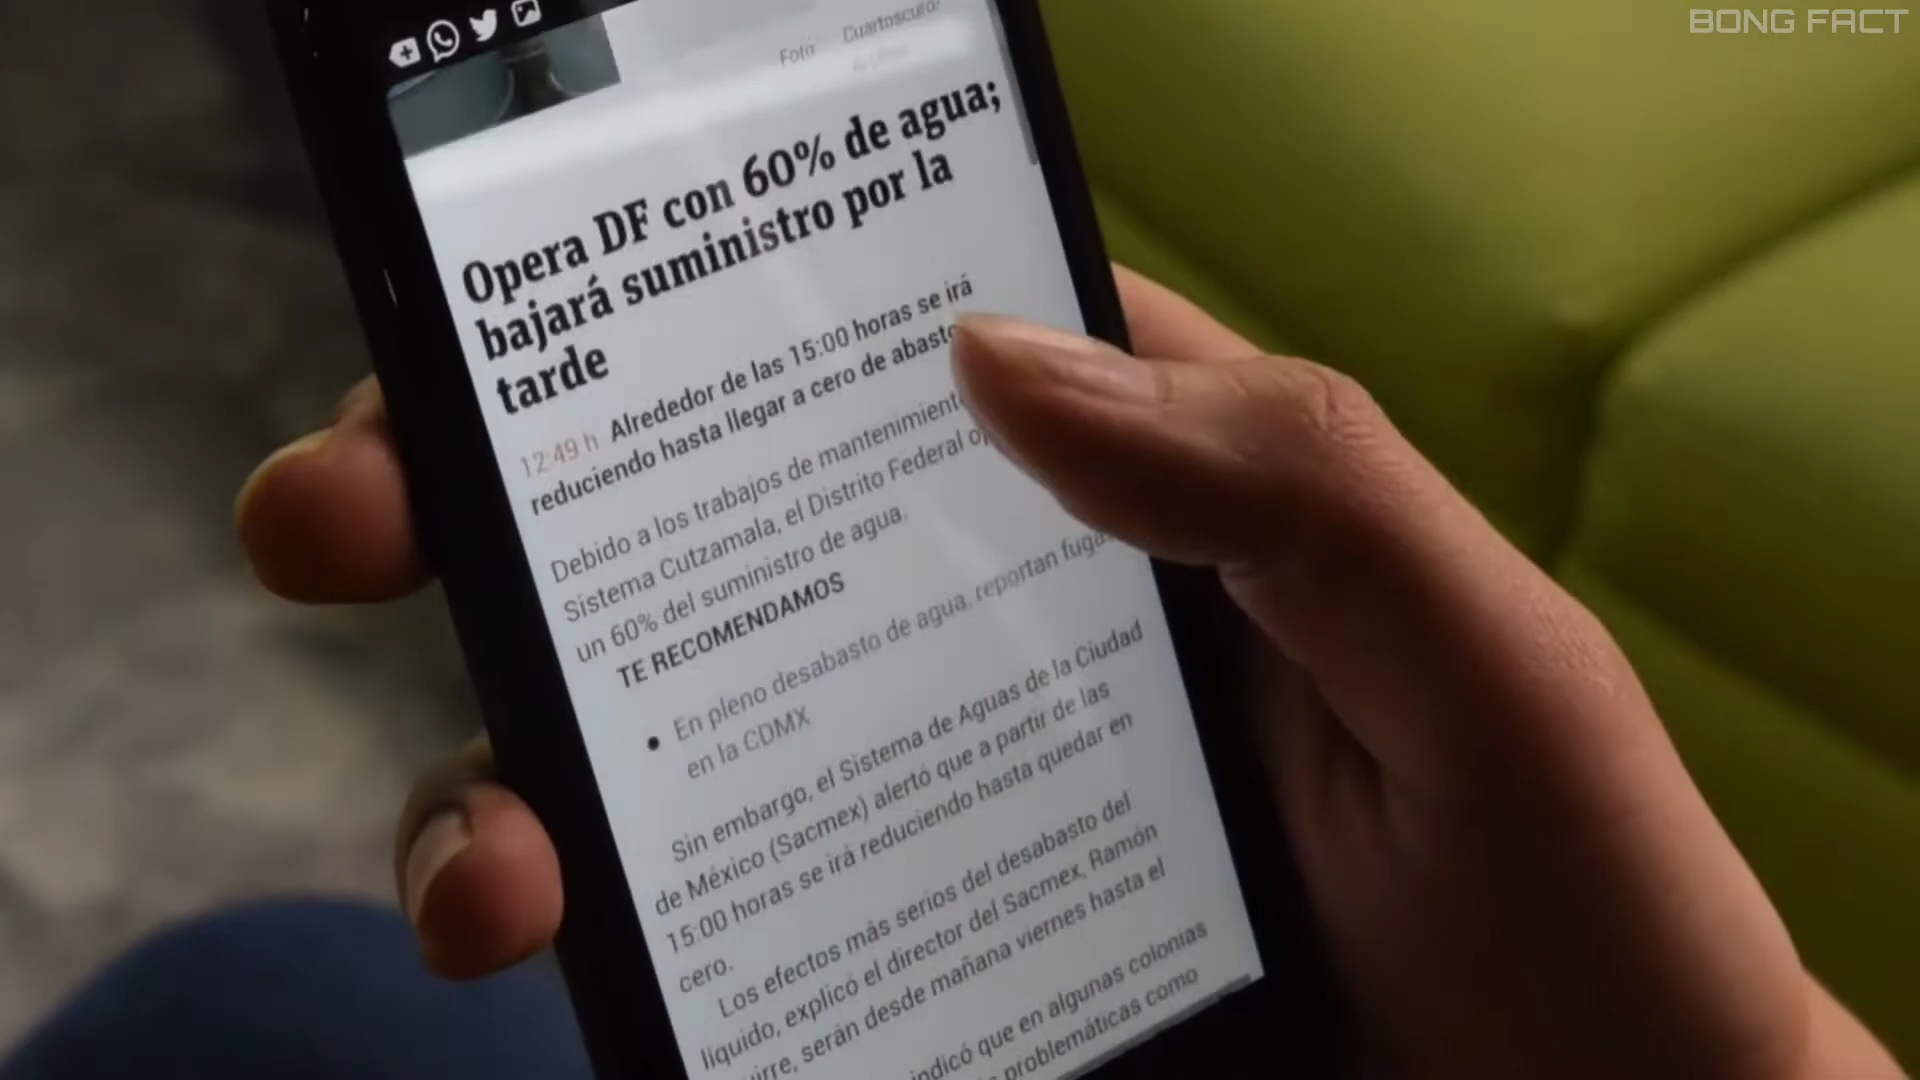 BONG FACT
Foto Cuartoscuro/
Opera DF con 60% de agua;
bajará suministro por la
tarde
12:49 h Alrededor de las 15:00 horas se irá
reduciendo hasta llegar a cero de abasto
Debido a los trabajos de mantenimiento
Sistema Cutzamala, el Distrito Federal
un 60% del suministro de agua.
TE RECOMENDAMOS
• En pleno desabasto de agua, reportan
en la CDMX
Sin embargo, el Sistema de Aguas de la Ciudad
de México (Sacmex) alertó que a partir de las
15:00 horas se irá reduciendo hasta quedar en
cero.
Los efectos más serios del desabasto del
líquido, explicó el director del Sacmex, Ramón
serán desde mañana viernes hasta el
indicó que en algunas colonias
problemáticas como